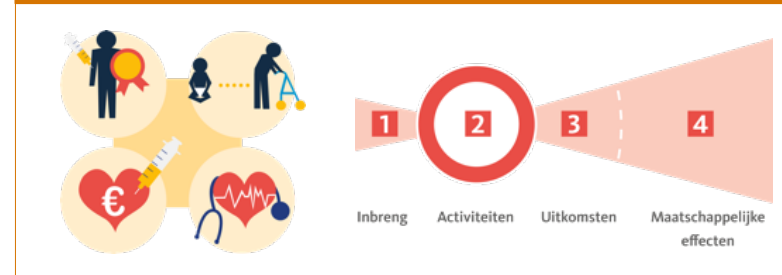 €
1
2
3
4
Inbreng
Activiteiten
Uitkomsten
Maatschappelijke
effecten